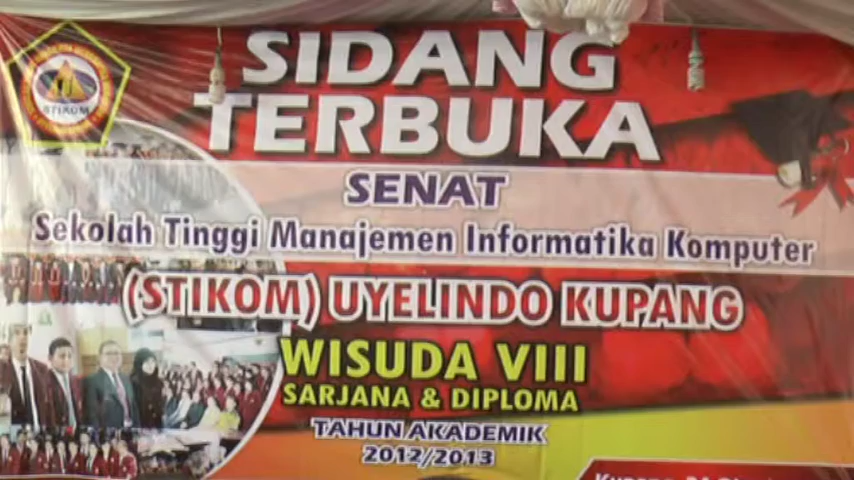 STIKOM
SIDANG
TERBUKA
SENAT
Sekolah Tinggi Manajemen Informatika Komputer
(STIKOM) UYELINDO KUPANG
WISUDA VIII
SARJANA & DIPLOMA
TAHUN AKADEMIK
2012/2013